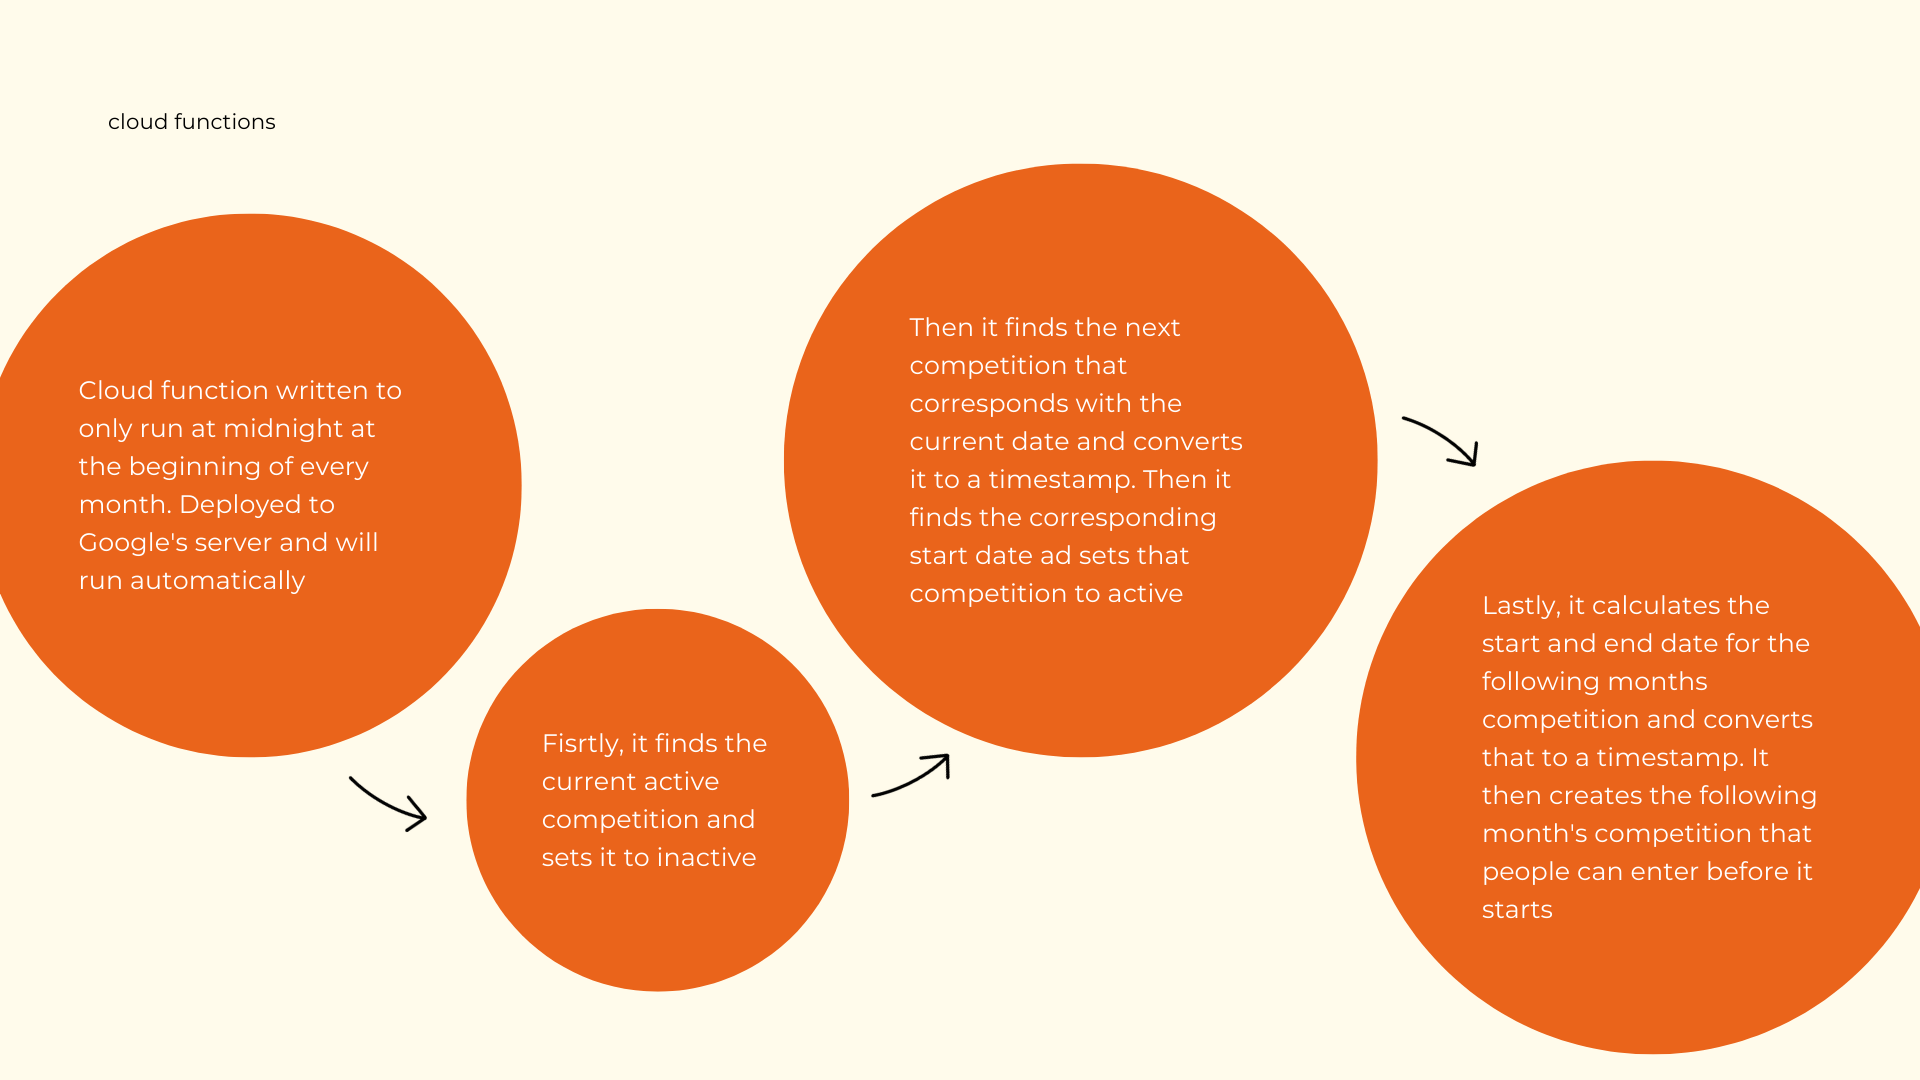 cloud functions
Cloud function written to
only run at midnight at
the beginning of every
month. Deployed to
Google's server and will
run automatically
Fisrtly, it finds the
current active
competition and
sets it to inactive
Then it finds the next
competition that
corresponds with the
current date and converts
it to a timestamp. Then it
finds the corresponding
start date ad sets that
competition to active
Lastly, it calculates the
start and end date for the
following months
competition and converts
that to a timestamp. It
then creates the following
month's competition that
people can enter before it
starts